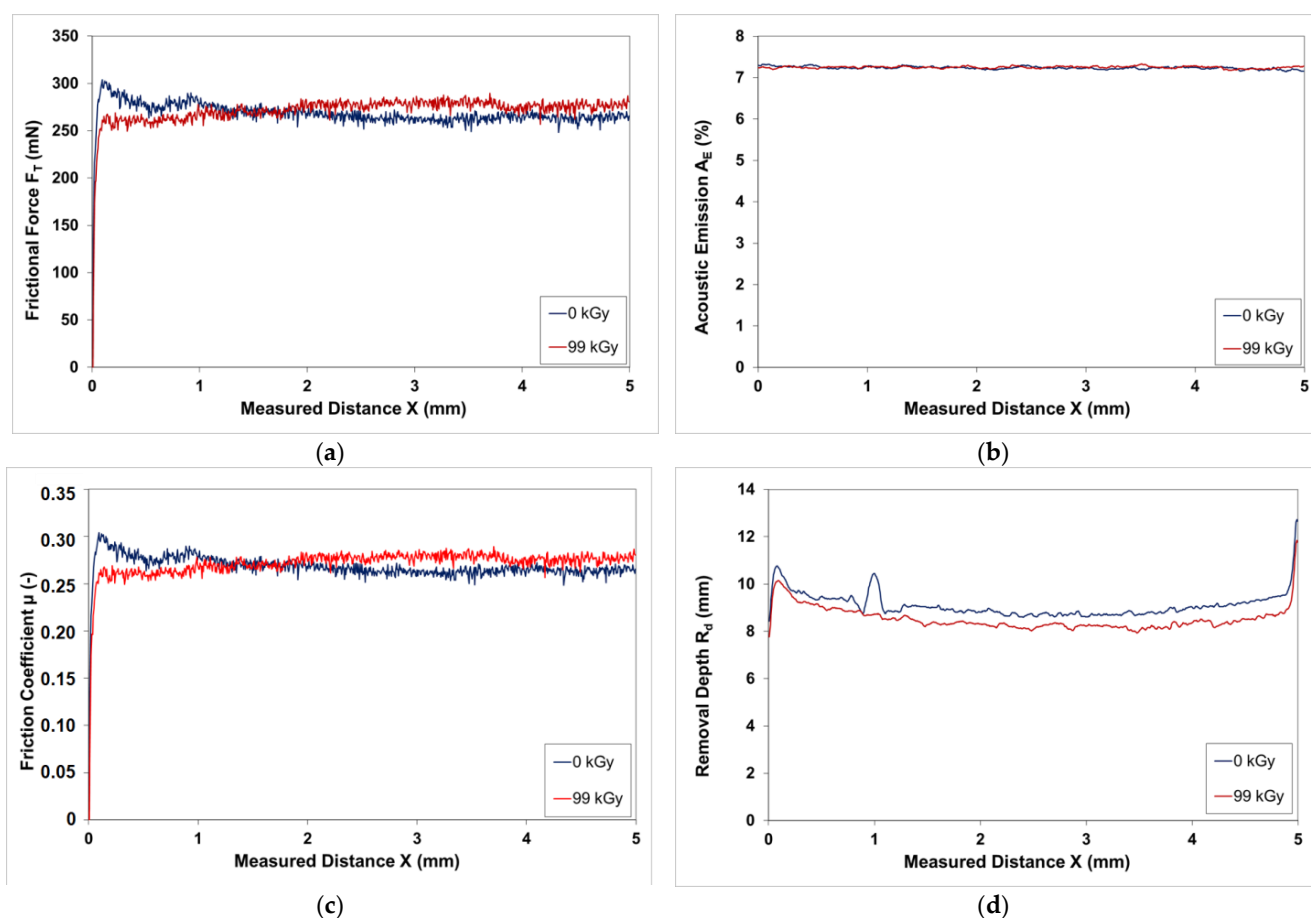 350
300
250
200
150
100
50
0
Frictional Force F_T (mN)
0 1 2 3 4 5
Measured Distance X (mm)
0 kGy
99 kGy
(a)
8
7
6
5
4
3
2
1
0
Acoustic Emission A_E (%)
0 1 2 3 4 5
Measured Distance X (mm)
0 kGy
99 kGy
(b)
0.35
0.30
0.25
0.20
0.15
0.10
0.05
0
Friction Coefficient µ (-)
0 1 2 3 4 5
Measured Distance X (mm)
0 kGy
99 kGy
(c)
14
12
10
8
6
4
2
0
Removal Depth R_d (mm)
0 1 2 3 4 5
Measured Distance X (mm)
0 kGy
99 kGy
(d)